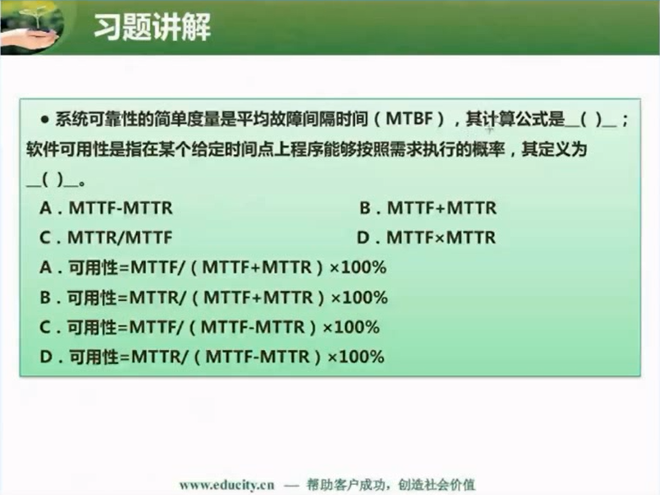 习题讲解
● 系统可靠性的简单度量是平均故障间隔时间（MTBF），其计算公式是__( )__；
软件可用性是指在某个给定时间点上程序能够按照需求执行的概率，其定义为
__( )__。
A．MTTF-MTTR B．MTTF+MTTR
C．MTTR/MTTF D．MTTF×MTTR
A．可用性=MTTF/（MTTF+MTTR）×100%
B．可用性=MTTR/（MTTF+MTTR）×100%
C．可用性=MTTF/（MTTF-MTTR）×100%
D．可用性=MTTR/（MTTF-MTTR）×100%
www.educity.cn — 帮助客户成功，创造社会价值